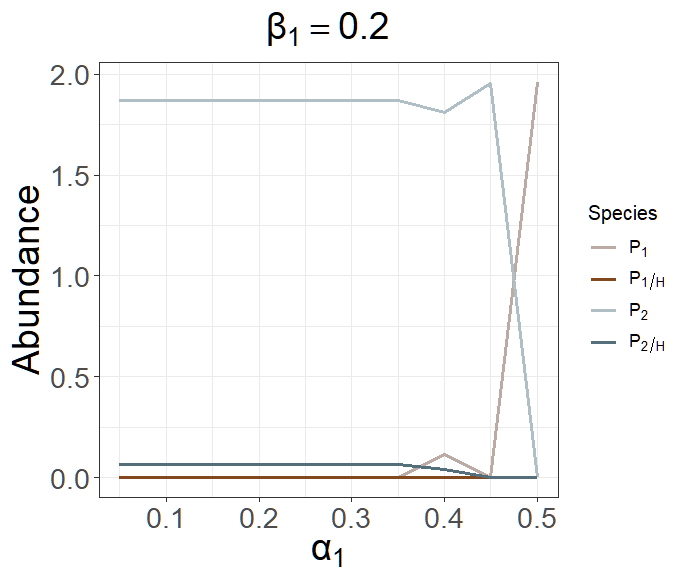 β₁ = 0.2
Abundance
2.0
1.5
1.0
0.5
0.0
0.1 0.2 0.3 0.4 0.5
α₁
Species
P₁
P₁/H
P₂
P₂/H